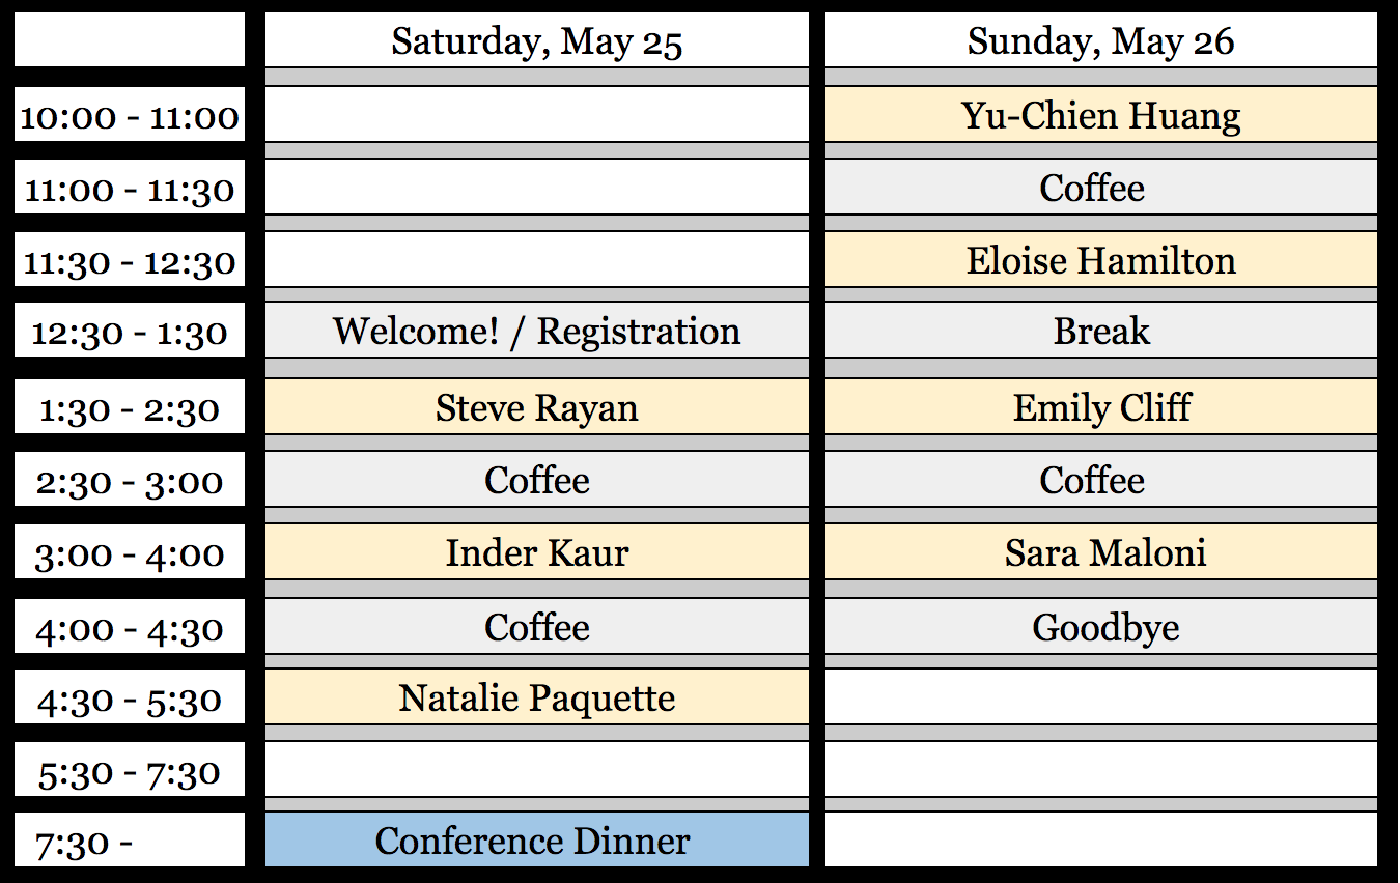 Saturday, May 25 Sunday, May 26
10:00 - 11:00 Yu-Chien Huang
11:00 - 11:30 Coffee
11:30 - 12:30 Eloise Hamilton
12:30 - 1:30 Welcome! / Registration Break
1:30 - 2:30 Steve Rayan Emily Cliff
2:30 - 3:00 Coffee Coffee
3:00 - 4:00 Inder Kaur Sara Maloni
4:00 - 4:30 Coffee Goodbye
4:30 - 5:30 Natalie Paquette
5:30 - 7:30
7:30 - Conference Dinner